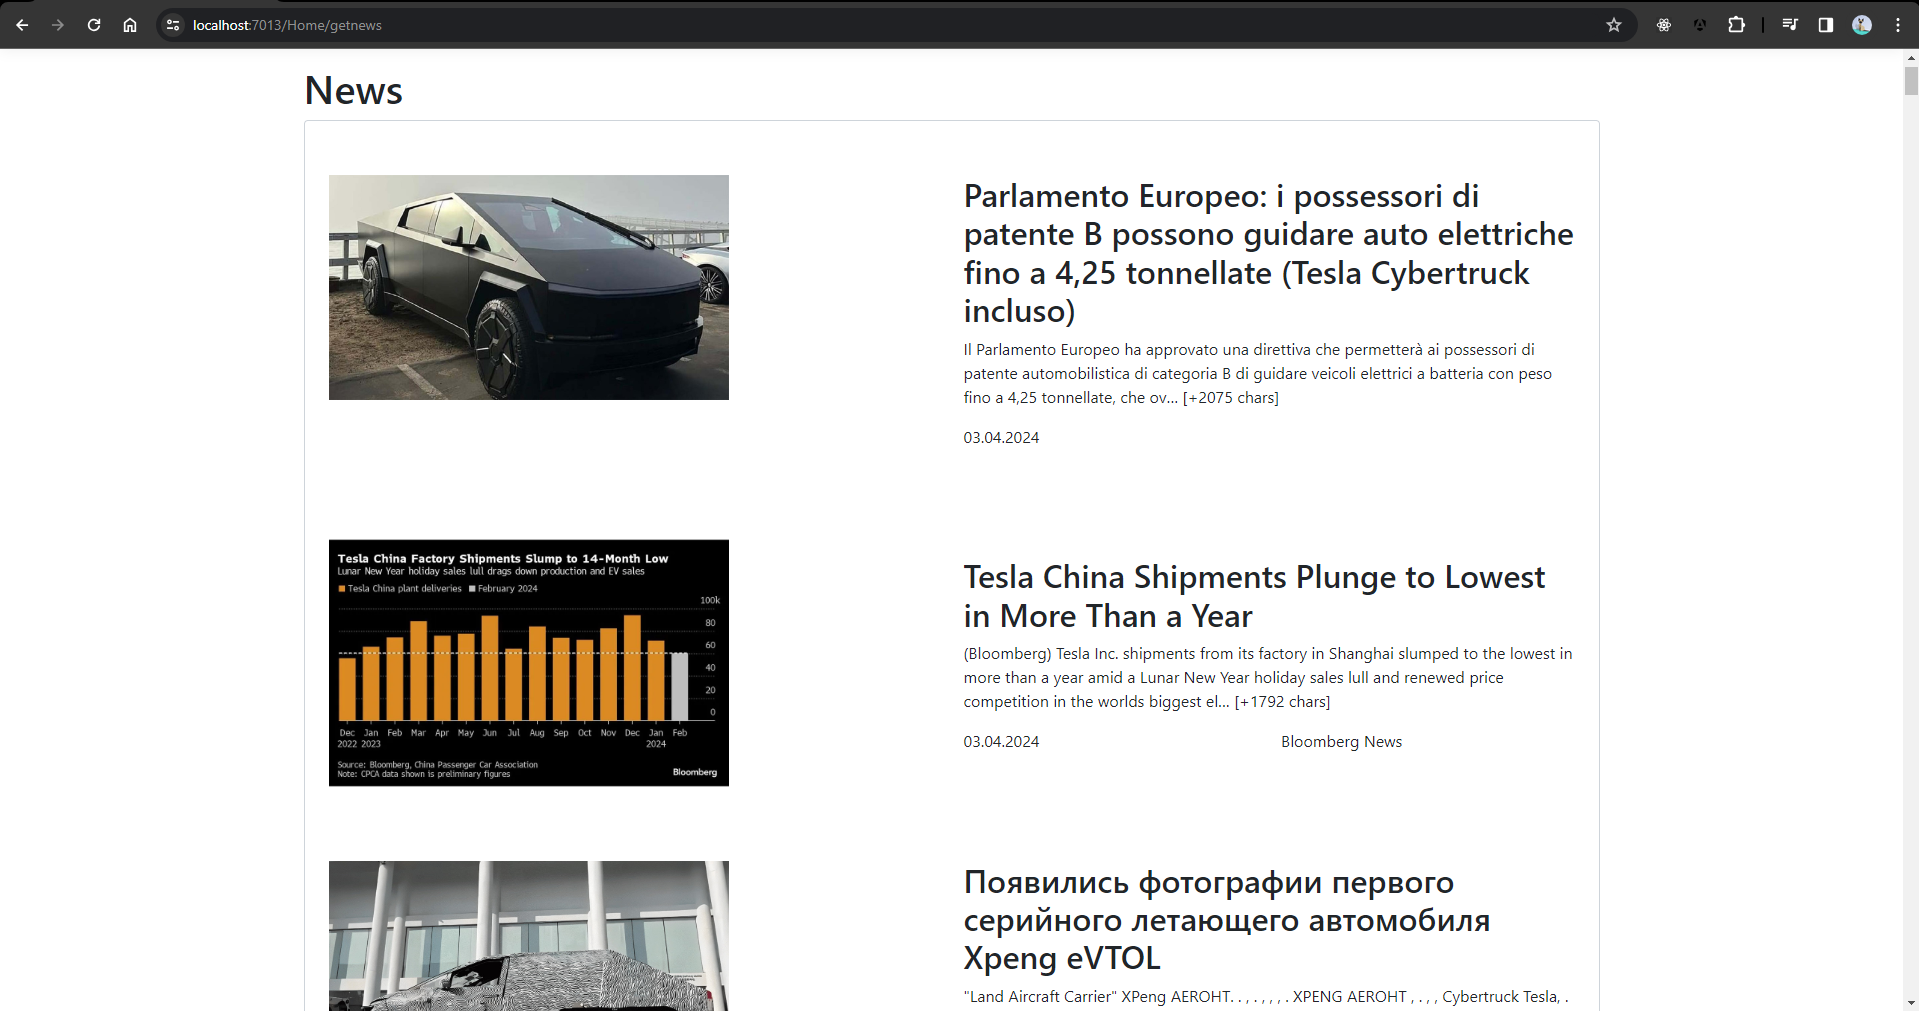 localhost:7013/Home/getnews
News
Parlamento Europeo: i possessori di
patente B possono guidare auto elettriche
fino a 4,25 tonnellate (Tesla Cybertruck
incluso)
Il Parlamento Europeo ha approvato una direttiva che permetterà ai possessori di
patente automobilistica di categoria B di guidare veicoli elettrici a batteria con peso
fino a 4,25 tonnellate, che ov… [+2075 chars]
03.04.2024
Tesla China Factory Shipments Slump to 14-Month Low
Lunar New Year holiday sales lull drags down production and EV sales
Tesla China plant deliveries February 2024
100k
80
60
40
20
0
Dec Jan Feb Mar Apr May Jun Jul Aug Sep Oct Nov Dec Jan Feb
2022 2023 2024
Source: Bloomberg, China Passenger Car Association
Note: CPCA data shown is preliminary figures
Bloomberg
Tesla China Shipments Plunge to Lowest
in More Than a Year
(Bloomberg) Tesla Inc. shipments from its factory in Shanghai slumped to the lowest in
more than a year amid a Lunar New Year holiday sales lull and renewed price
competition in the worlds biggest el… [+1792 chars]
03.04.2024 Bloomberg News
Появились фотографии первого
серийного летающего автомобиля
Xpeng eVTOL
"Land Aircraft Carrier" XPeng AEROHT. . , . , , , . XPENG AEROHT , . , , Cybertruck Tesla, .